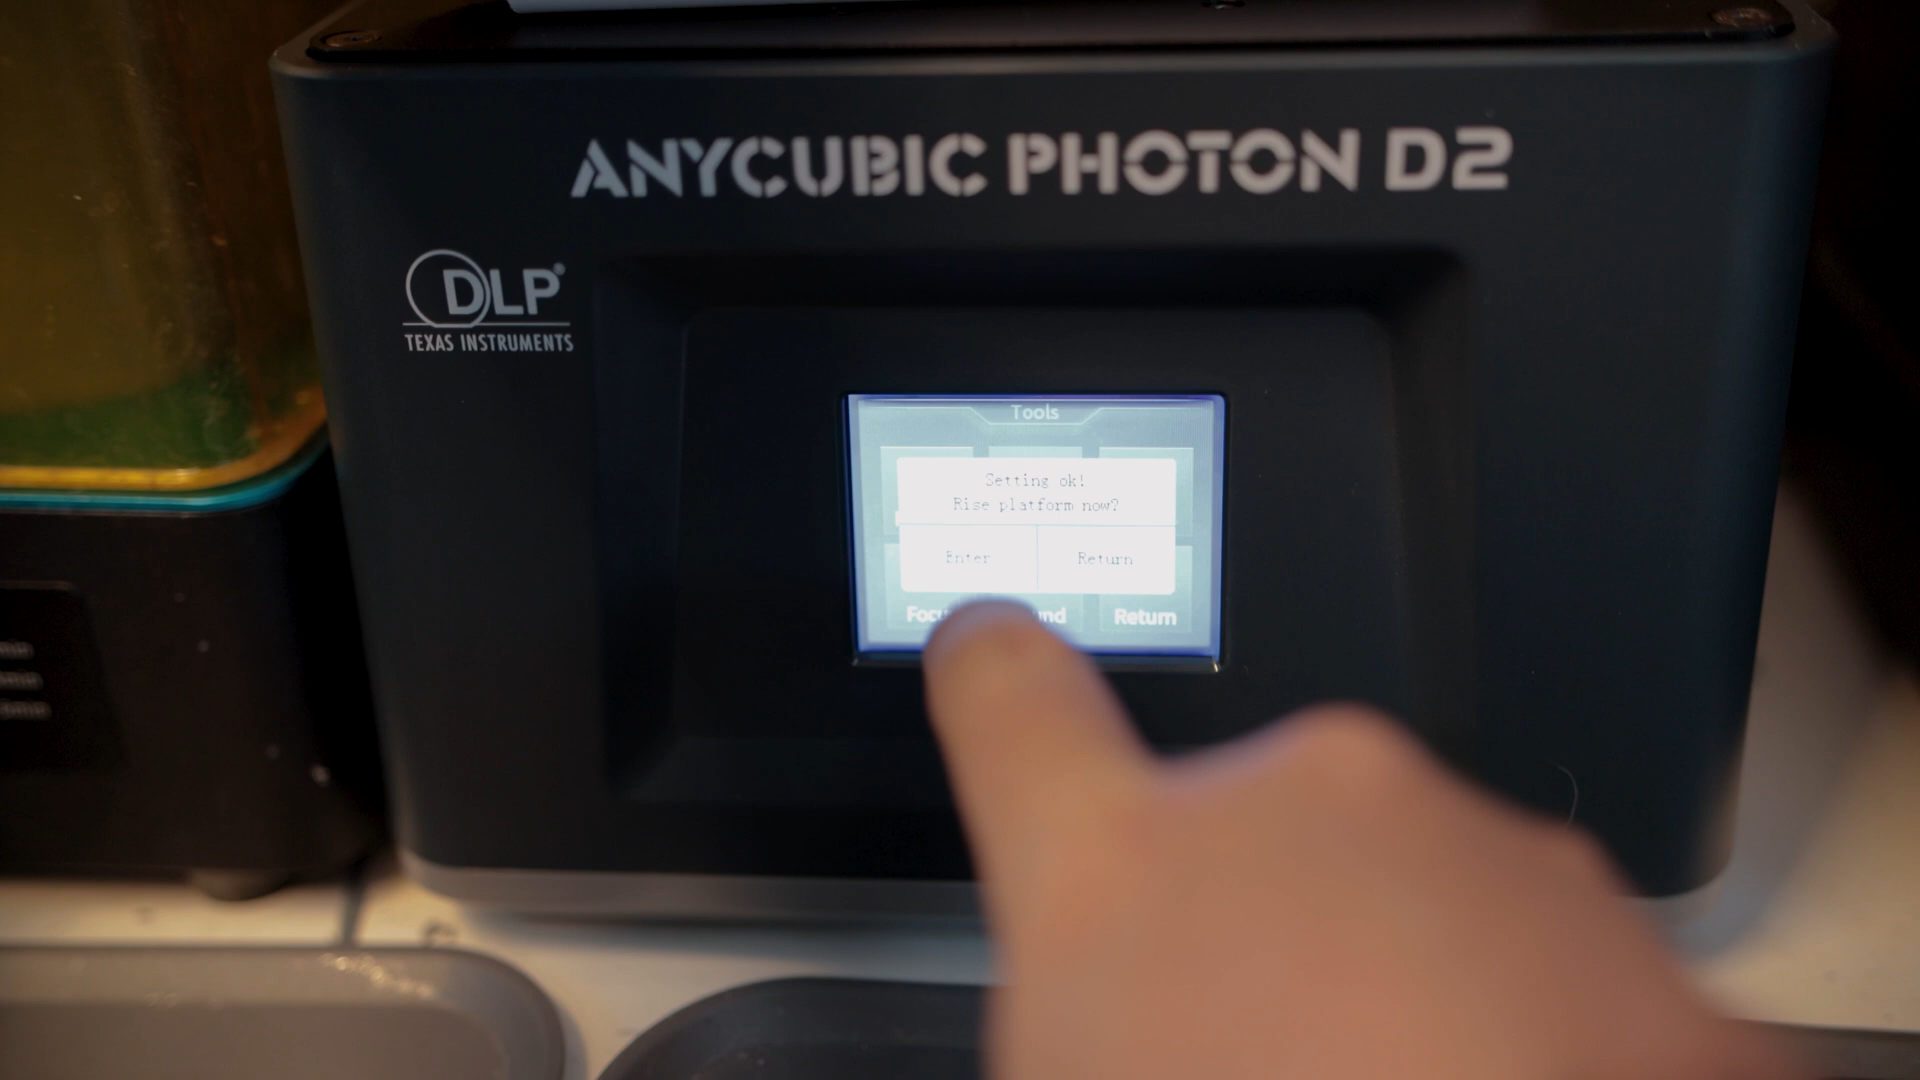 ANYCUBIC PHOTON D2
DLP®
TEXAS INSTRUMENTS
Tools
Setting ok!
Rise platform now?
Enter
Return
Return